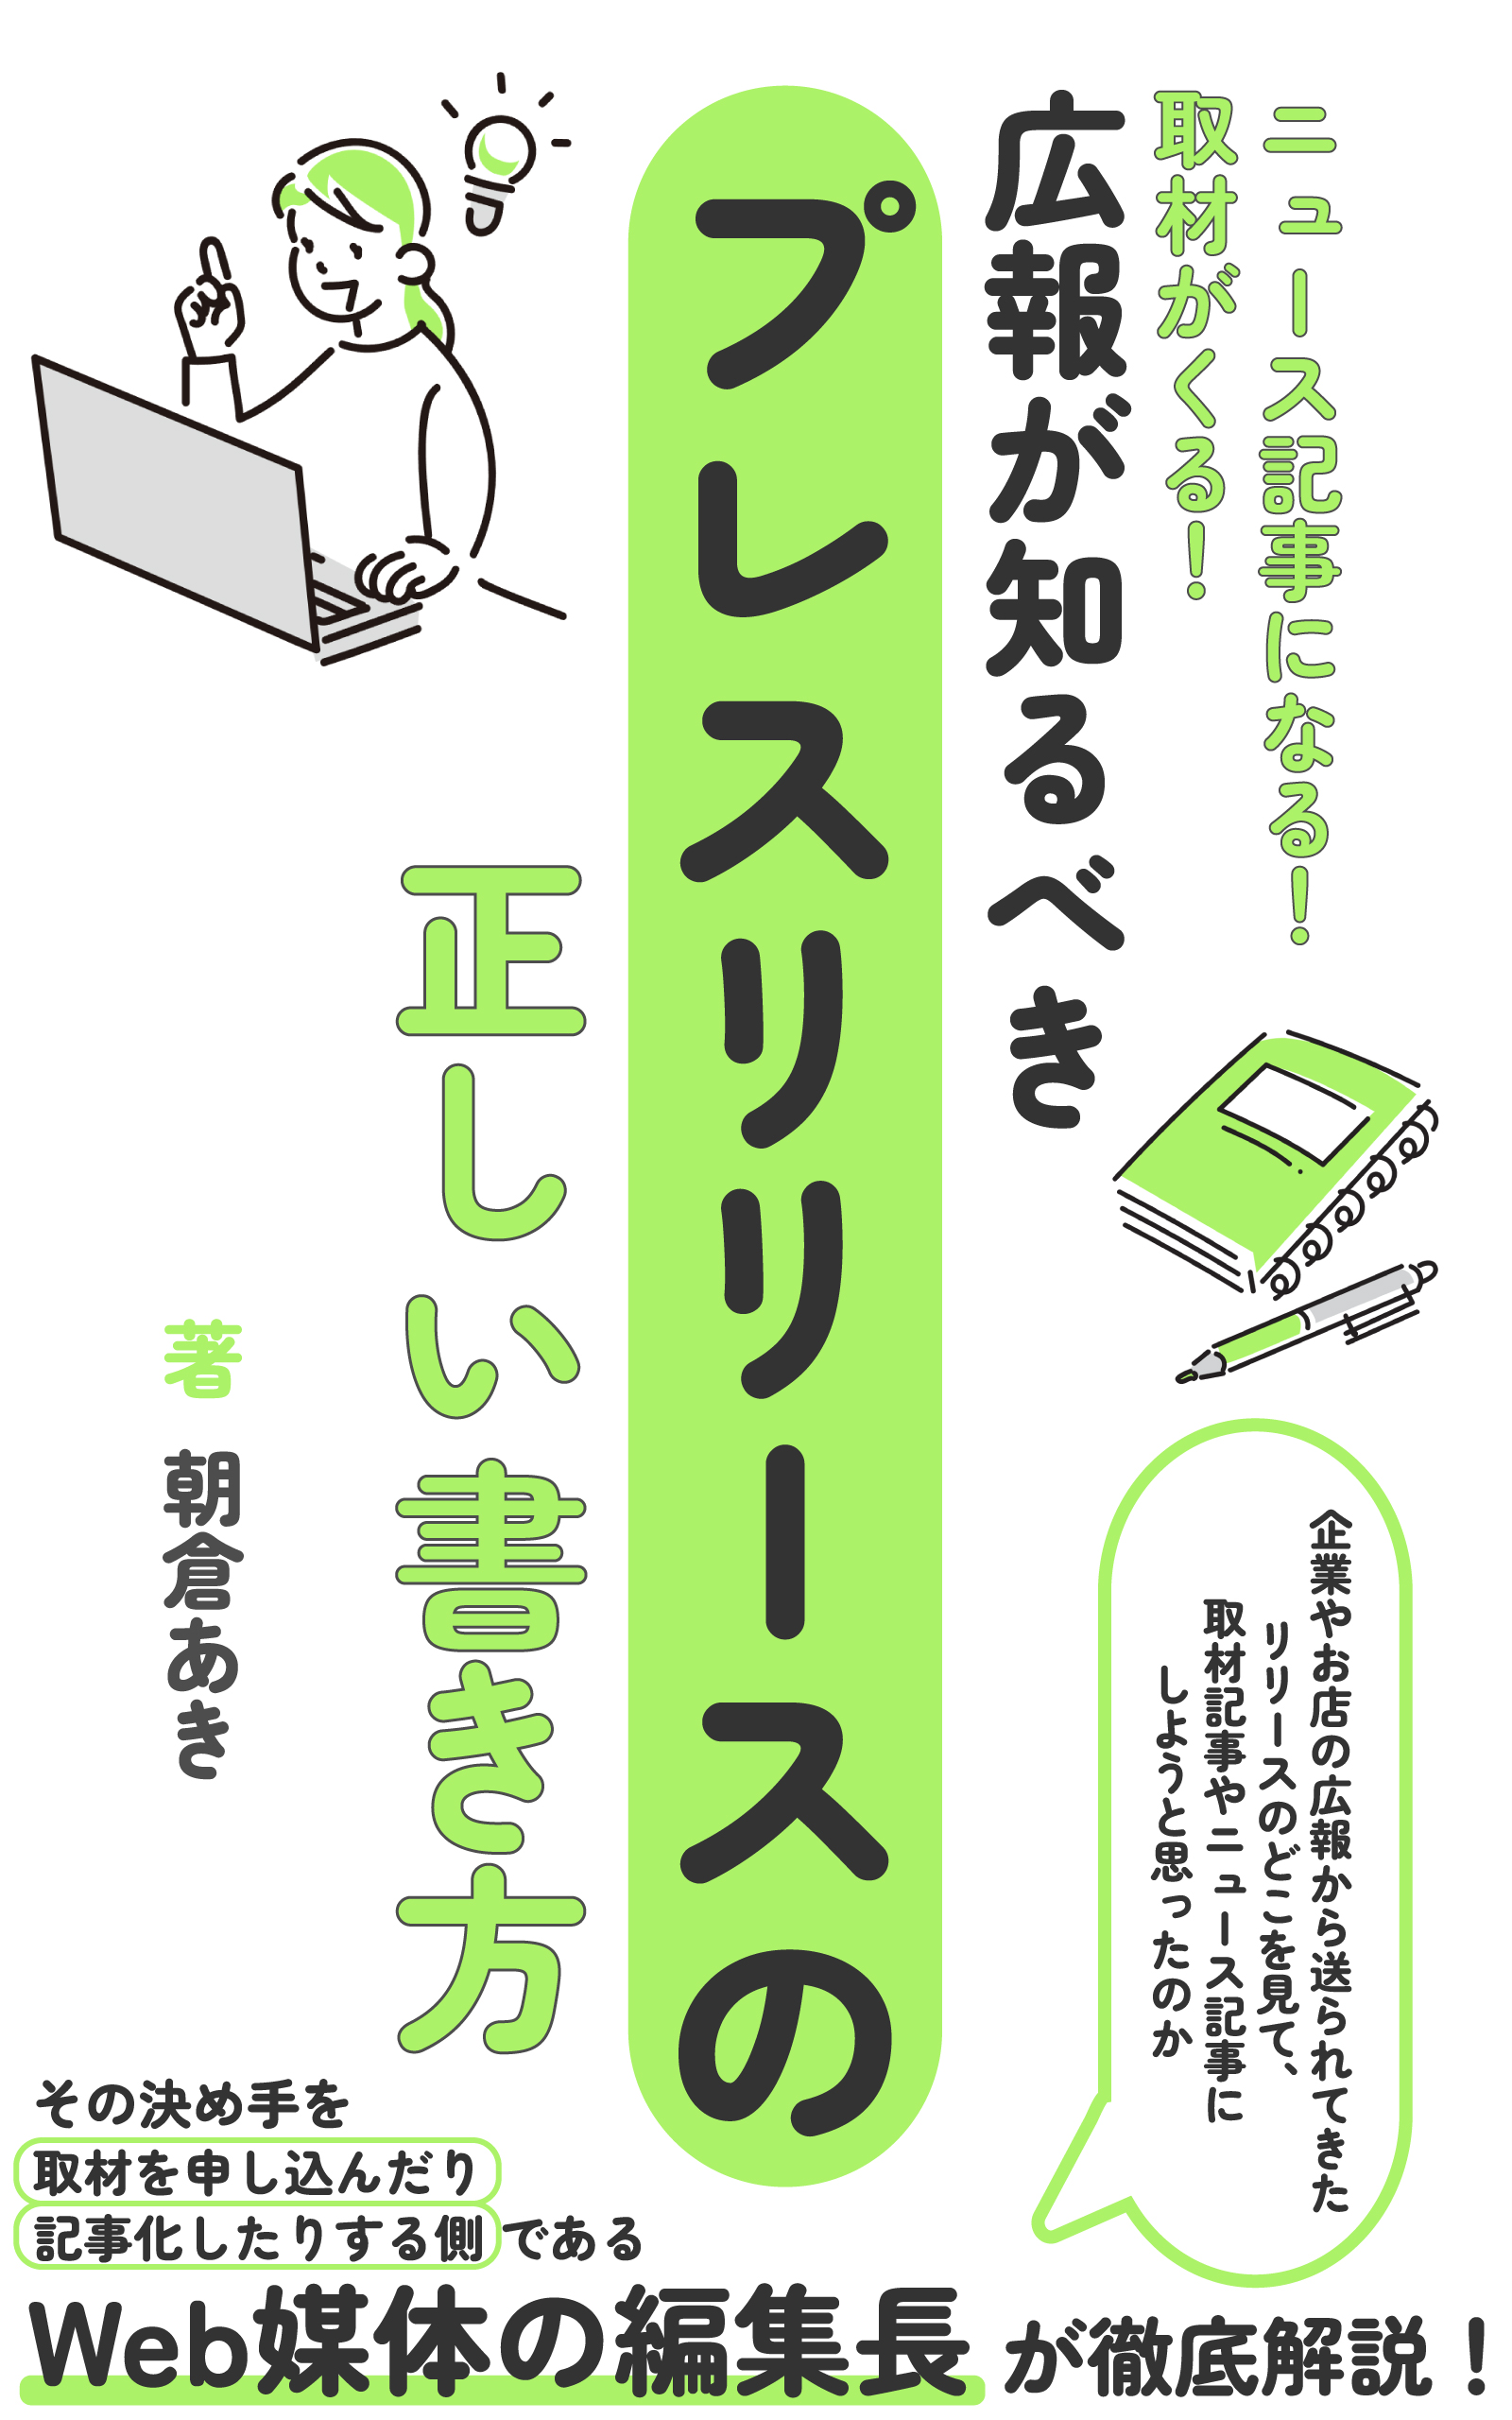 ニュース記事になる！
取材がくる！
広報が知るべき
プレスリリースの
正しい書き方
著 朝倉あき
企業やお店の広報から送られてきた
リリースのどこを見て、
取材記事やニュース記事に
しようと思ったのか
その決め手を
取材を申し込んだり
記事化したりする側である
Web媒体の編集長が徹底解説！